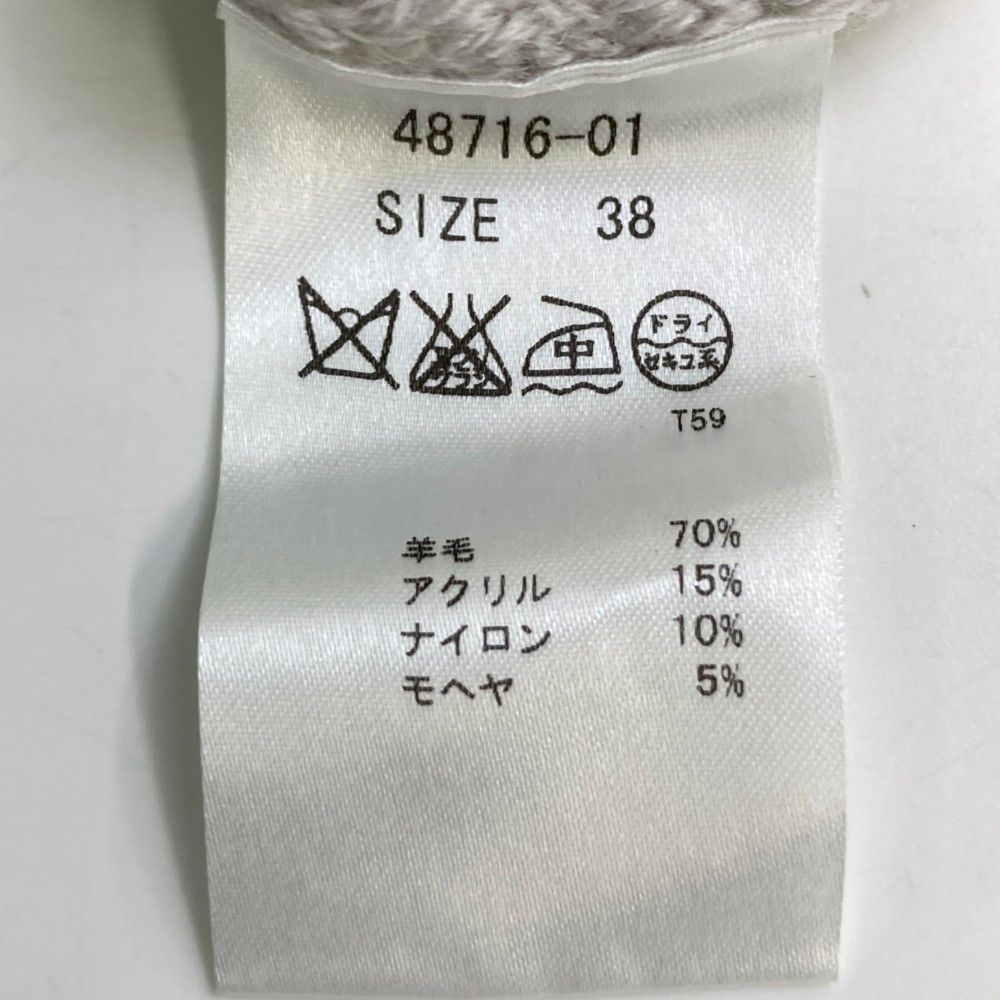 48716-01
SIZE 38
中 ドライ
セキユ系
T59
羊毛 70%
アクリル 15%
ナイロン 10%
モヘヤ 5%